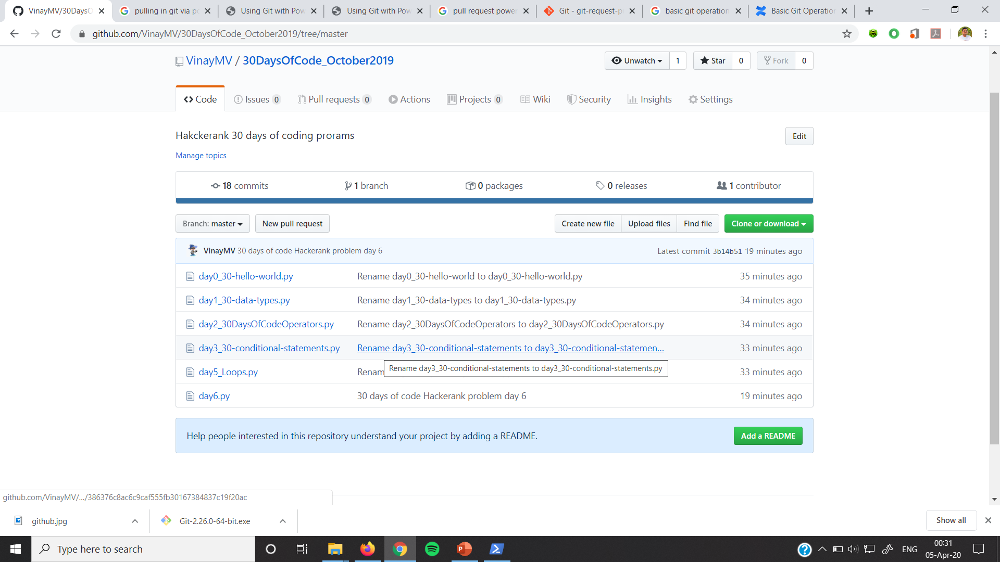 VinayMV/30DaysO
pulling in git via po
Using Git with Pow
Using Git with Pow
pull request power
Git - git-request-p
basic git operation
Basic Git Operation
github.com/VinayMV/30DaysOfCode_October2019/tree/master
VinayMV / 30DaysOfCode_October2019
Unwatch 1
Star 0
Fork 0
Code
Issues 0
Pull requests 0
Actions
Projects 0
Wiki
Security
Insights
Settings
Hakckerank 30 days of coding prorams
Edit
Manage topics
18 commits
1 branch
0 packages
0 releases
1 contributor
Branch: master
New pull request
Create new file
Upload files
Find file
Clone or download
VinayMV 30 days of code Hackerank problem day 6
Latest commit 3b14b51 19 minutes ago
day0_30-hello-world.py
Rename day0_30-hello-world to day0_30-hello-world.py
35 minutes ago
day1_30-data-types.py
Rename day1_30-data-types to day1_30-data-types.py
34 minutes ago
day2_30DaysOfCodeOperators.py
Rename day2_30DaysOfCodeOperators to day2_30DaysOfCodeOperators.py
34 minutes ago
day3_30-conditional-statements.py
Rename day3_30-conditional-statements to day3_30-conditional-statemen...
33 minutes ago
Rename day3_30-conditional-statements to day3_30-conditional-statements.py
day5_Loops.py
Renam
33 minutes ago
day6.py
30 days of code Hackerank problem day 6
19 minutes ago
Help people interested in this repository understand your project by adding a README.
Add a README
github.com/VinayMV/.../386376c8ac6c9caf555fb30167384837c19f20ac
github.jpg
Git-2.26.0-64-bit.exe
Show all
Type here to search
ENG
00:31
05-Apr-20